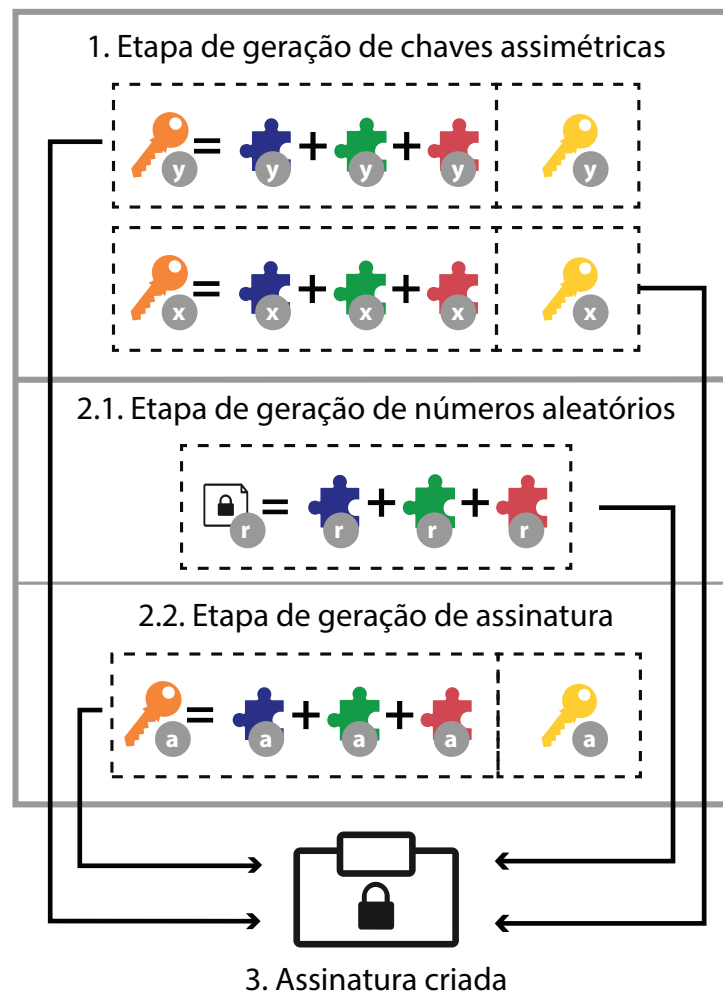 1. Etapa de geração de chaves assimétricas
= + +
y y y y y
= + +
x x x x x
2.1. Etapa de geração de números aleatórios
= + +
r r r r
2.2. Etapa de geração de assinatura
= + +
a a a a a
3. Assinatura criada